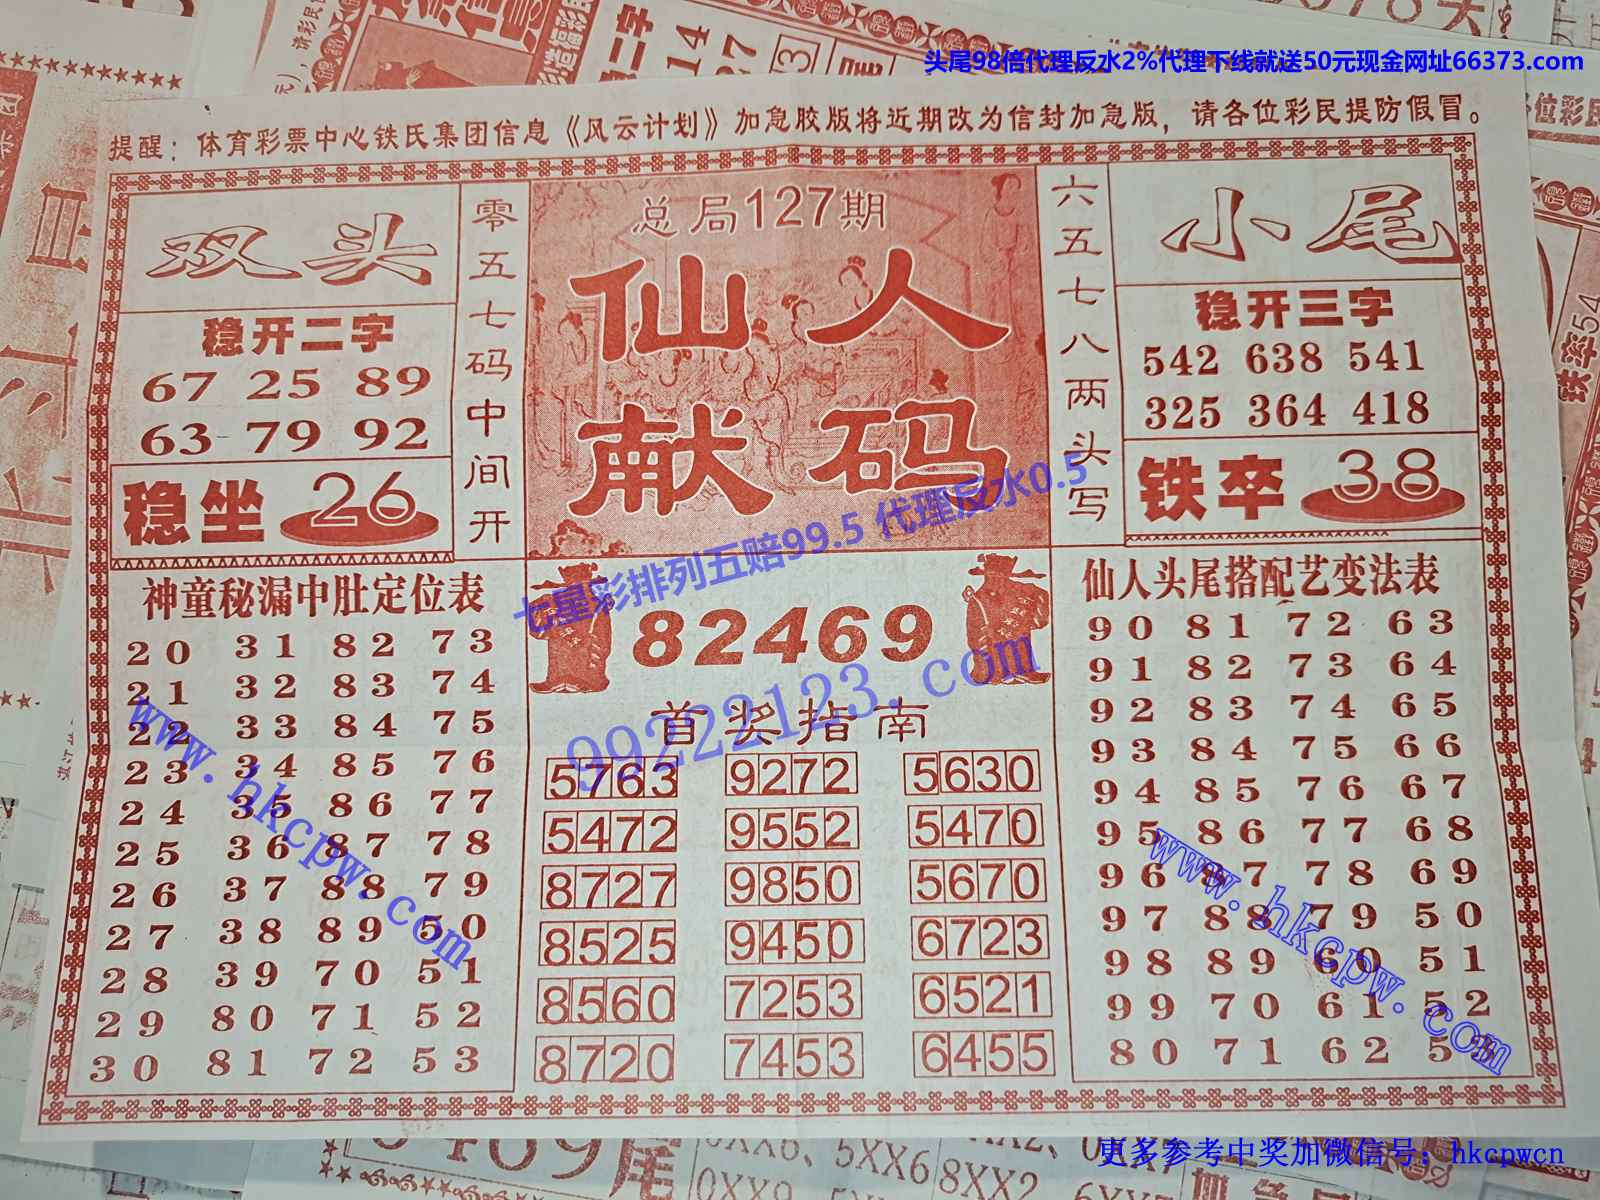 头尾98倍代理反水2%代理下线就送50元现金网址66373.com
提醒：体育彩票中心铁氏集团信息《风云计划》加急胶版将近期改为信封加急版，请各位彩民提防假冒。
双头
稳开二字
67 25 89
63 79 92
稳坐 26
零五七码中间开
总局127期
仙人
献码
六五七八两头写
小尾
稳开三字
542 638 541
325 364 418
铁卒 38
七星彩排列五赔99.5 代理反水0.5
神童秘漏中肚定位表
20 31 82 73
21 32 83 74
22 33 84 75
23 34 85 76
24 35 86 77
25 36 87 78
26 37 88 79
27 38 89 50
28 39 70 51
29 80 71 52
30 81 72 53
www.hkcpw.com
82469
99222123.com
首奖指南
5763 9272 5630
5472 9552 5470
8727 9850 5670
8525 9450 6723
8560 7253 6521
8720 7453 6455
仙人头尾搭配艺变法表
90 81 72 63
91 82 73 64
92 83 74 65
93 84 75 66
94 85 76 67
95 86 77 68
96 87 78 69
97 88 79 50
98 89 60 51
99 70 61 52
80 71 62 53
www.hkcpw.com
更多参考中奖加微信号：hkcpwcn